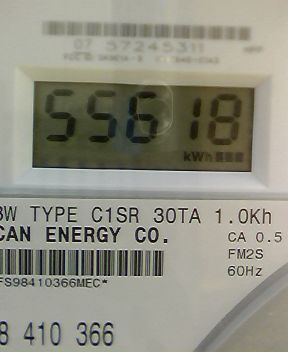 07 57245311
55618
kWh
3W TYPE C1SR 30TA 1.0Kh
CAN ENERGY CO.
CA 0.5
FM2S
60Hz
FS98410366MEC*
8 410 366